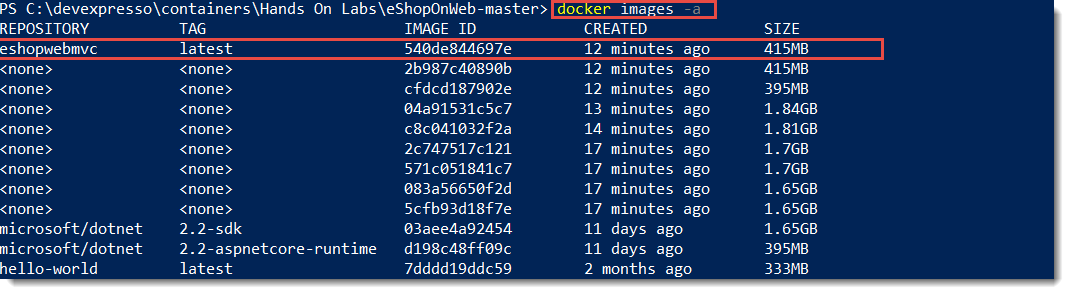 PS C:\devexpresso\containers\Hands On Labs\eShopOnWeb-master> docker images -a
REPOSITORY TAG IMAGE ID CREATED SIZE
eshopwebmvc latest 540de844697e 12 minutes ago 415MB
<none> <none> 2b987c40890b 12 minutes ago 415MB
<none> <none> cfdcd187902e 12 minutes ago 395MB
<none> <none> 04a91531c5c7 13 minutes ago 1.84GB
<none> <none> c8c041032f2a 14 minutes ago 1.81GB
<none> <none> 2c747517c121 17 minutes ago 1.7GB
<none> <none> 571c051841c7 17 minutes ago 1.7GB
<none> <none> 083a56650f2d 17 minutes ago 1.65GB
<none> <none> 5cfb93d18f7e 17 minutes ago 1.65GB
microsoft/dotnet 2.2-sdk 03aee4a92454 11 days ago 1.65GB
microsoft/dotnet 2.2-aspnetcore-runtime d198c48ff09c 11 days ago 395MB
hello-world latest 7dddd19ddc59 2 months ago 333MB